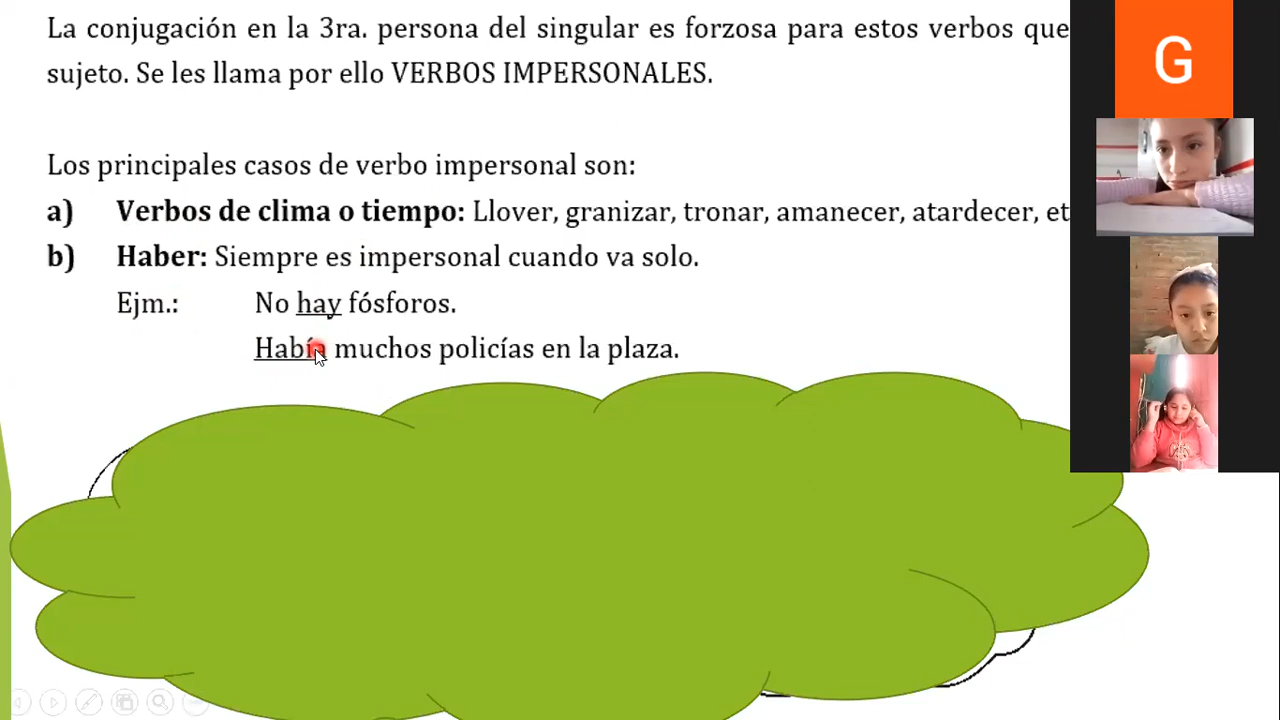 La conjugación en la 3ra. persona del singular es forzosa para estos verbos que
sujeto. Se les llama por ello VERBOS IMPERSONALES.
Los principales casos de verbo impersonal son:
a) Verbos de clima o tiempo: Llover, granizar, tronar, amanecer, atardecer, et
b) Haber: Siempre es impersonal cuando va solo.
Ejm.: No hay fósforos.
Había muchos policías en la plaza.
G